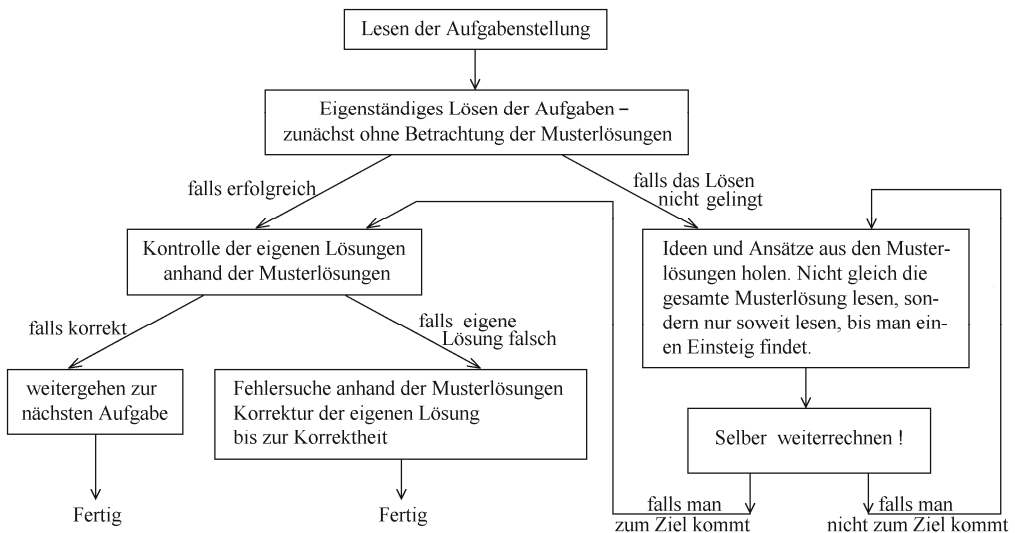 Lesen der Aufgabenstellung
Eigenständiges Lösen der Aufgaben –
zunächst ohne Betrachtung der Musterlösungen
falls erfolgreich
falls das Lösen
nicht gelingt
Kontrolle der eigenen Lösungen
anhand der Musterlösungen
Ideen und Ansätze aus den Muster-
lösungen holen. Nicht gleich die
gesamte Musterlösung lesen, son-
dern nur soweit lesen, bis man ein-
en Einsteig findet.
falls korrekt
falls eigene
Lösung falsch
weitergehen zur
nächsten Aufgabe
Fehlersuche anhand der Musterlösungen
Korrektur der eigenen Lösung
bis zur Korrektheit
Selber weiterrechnen !
Fertig
Fertig
falls man
zum Ziel kommt
falls man
nicht zum Ziel kommt